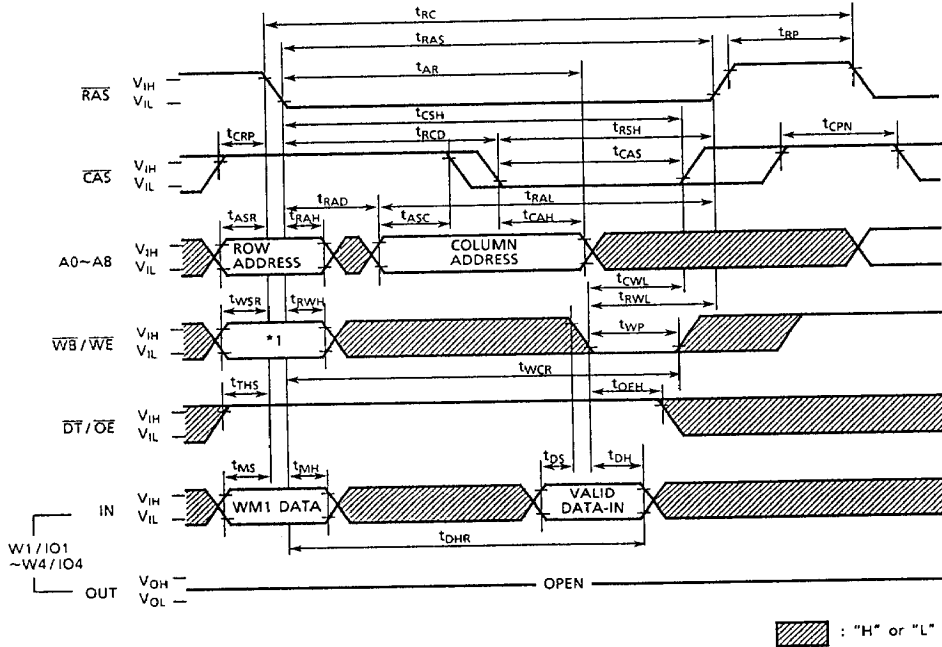 tRC
tRAS tRP
tAR
RAS VIH
VIL
tCSH
tCRP tRCD tRSH tCPN
tCAS
CAS VIH
VIL
tRAD tRAL
tASR tRAH tASC tCAH
A0~A8 VIH
VIL
ROW ADDRESS
COLUMN ADDRESS
tCWL
tRWL
tWSR tRWH tWP
WB / WE VIH
VIL
*1
tWCR
tTHS tOEH
DT / OE VIH
VIL
tMS tMH tDS tDH
IN VIH
VIL
WM1 DATA
VALID DATA-IN
tDHR
W1/IO1
~W4/IO4
OUT VOH
VOL
OPEN
: "H" or "L"